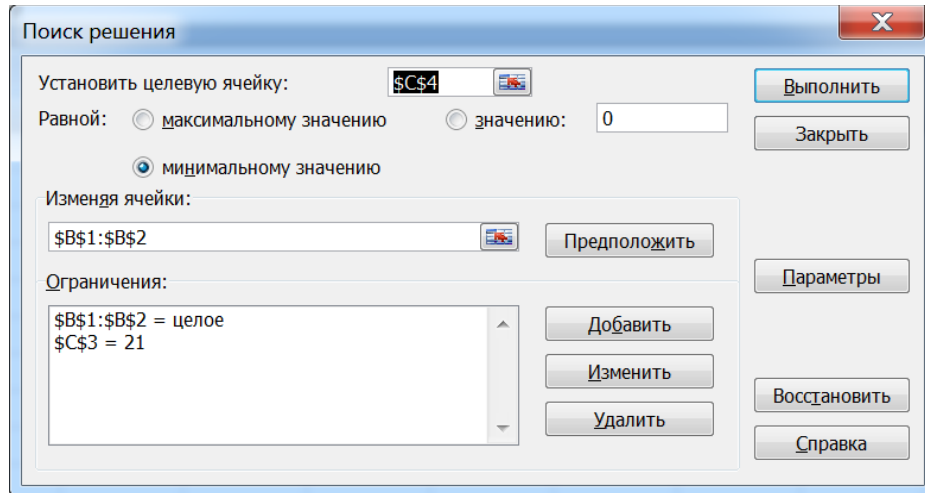 Поиск решения
Установить целевую ячейку: $C$4
Выполнить
Равной: максимальному значению значению: 0
Закрыть
минимальному значению
Изменяя ячейки:
$B$1:$B$2 Предположить
Параметры
Ограничения:
$B$1:$B$2 = целое
$C$3 = 21
Добавить
Изменить
Удалить
Восстановить
Справка